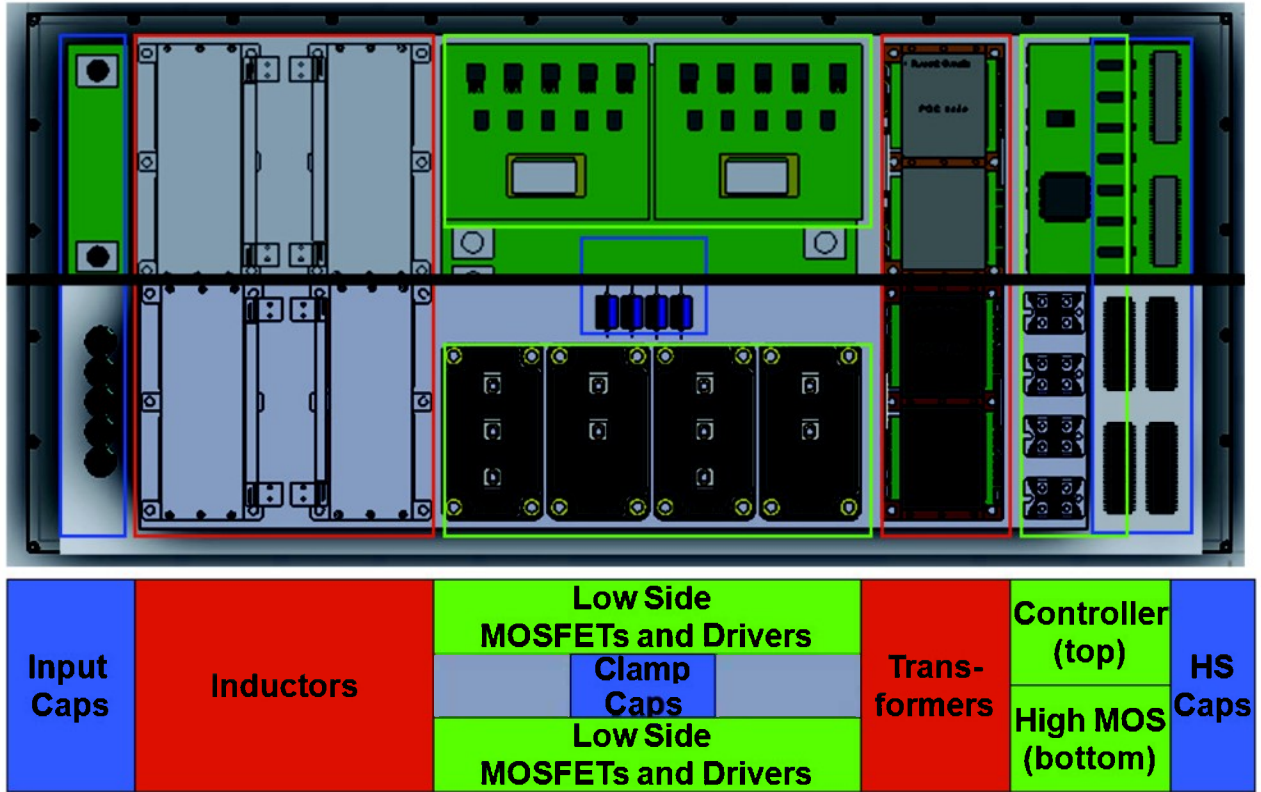 Input
Caps
Inductors
Low Side
MOSFETs and Drivers
Clamp
Caps
Low Side
MOSFETs and Drivers
Trans-
formers
Controller
(top)
High MOS
(bottom)
HS
Caps